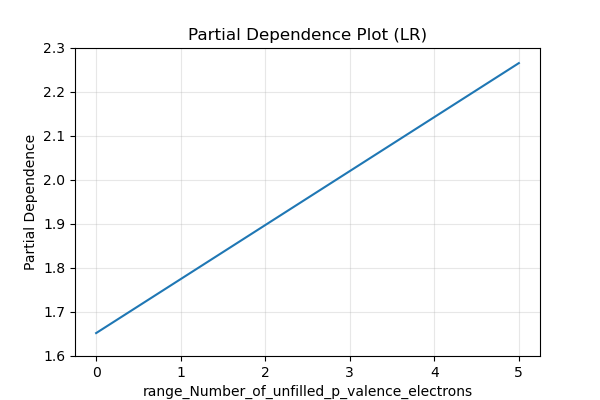 Partial Dependence Plot (LR)
2.3
2.2
2.1
2.0
1.9
1.8
1.7
1.6
Partial Dependence
0 1 2 3 4 5
range_Number_of_unfilled_p_valence_electrons